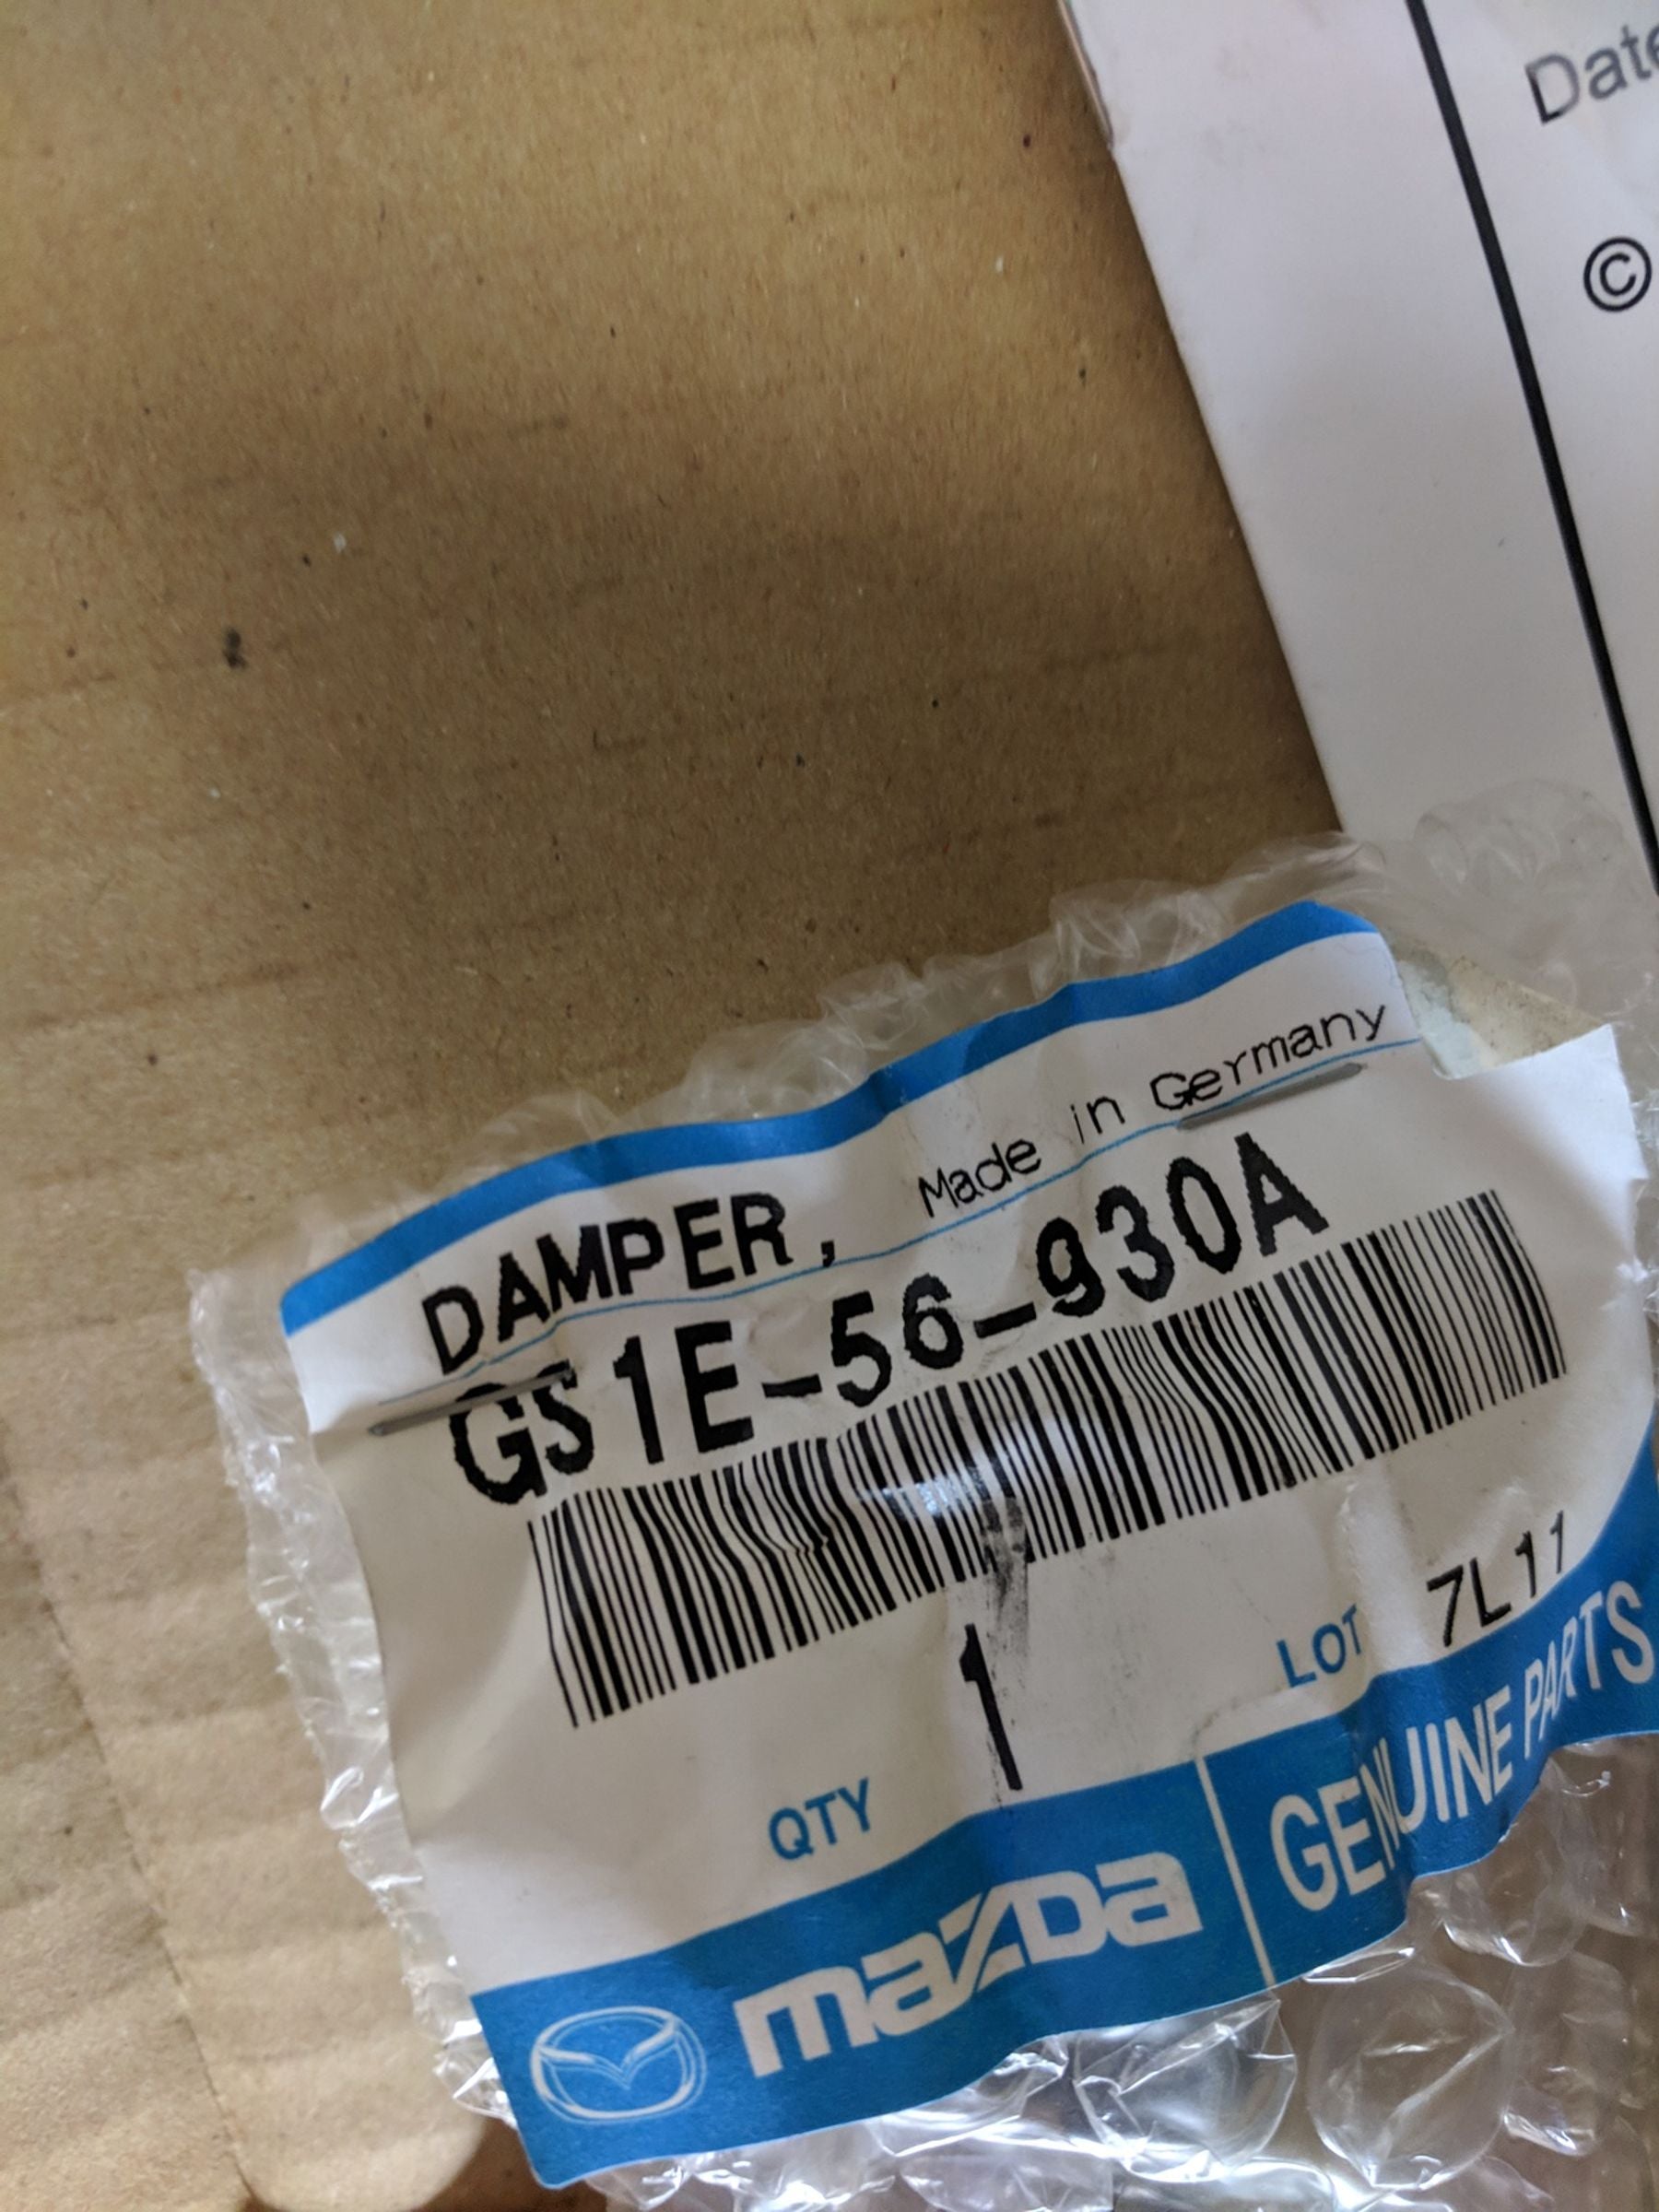 Date
©
Made in Germany
DAMPER,
GS1E-56-930A
QTY 1 LOT 7L11
mazda GENUINE PARTS